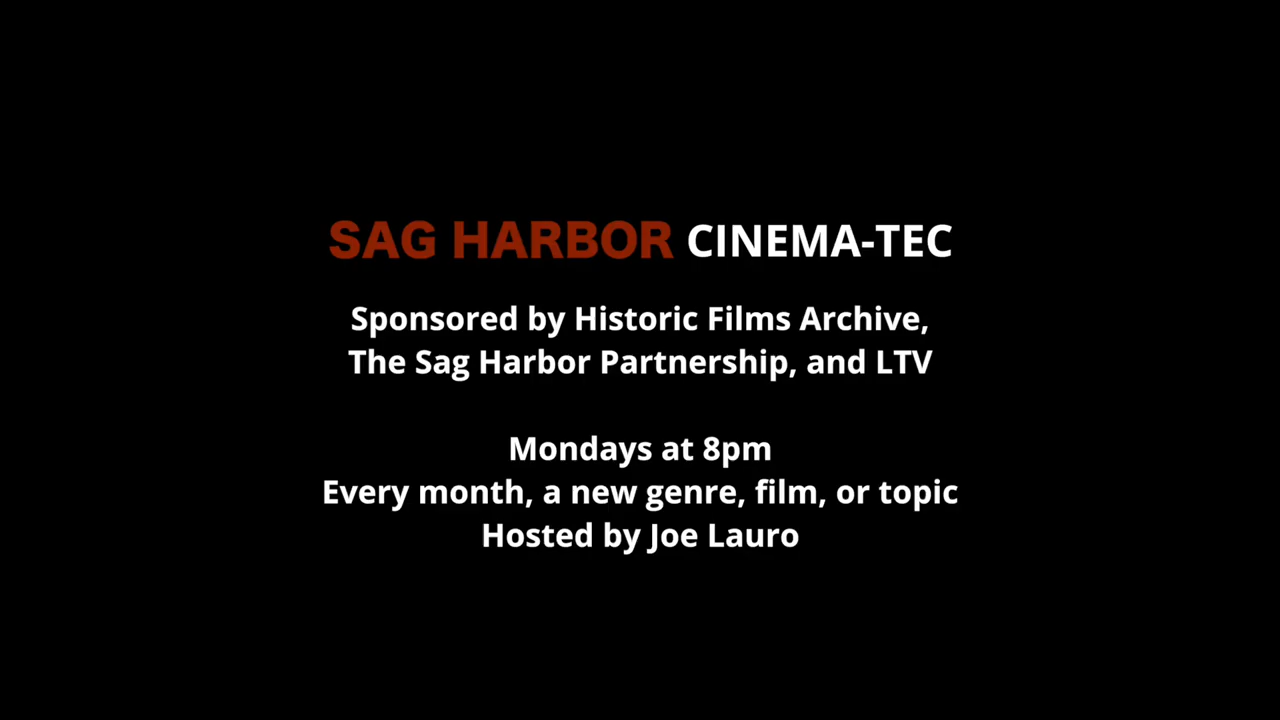 SAG HARBOR CINEMA-TEC
Sponsored by Historic Films Archive,
The Sag Harbor Partnership, and LTV
Mondays at 8pm
Every month, a new genre, film, or topic
Hosted by Joe Lauro